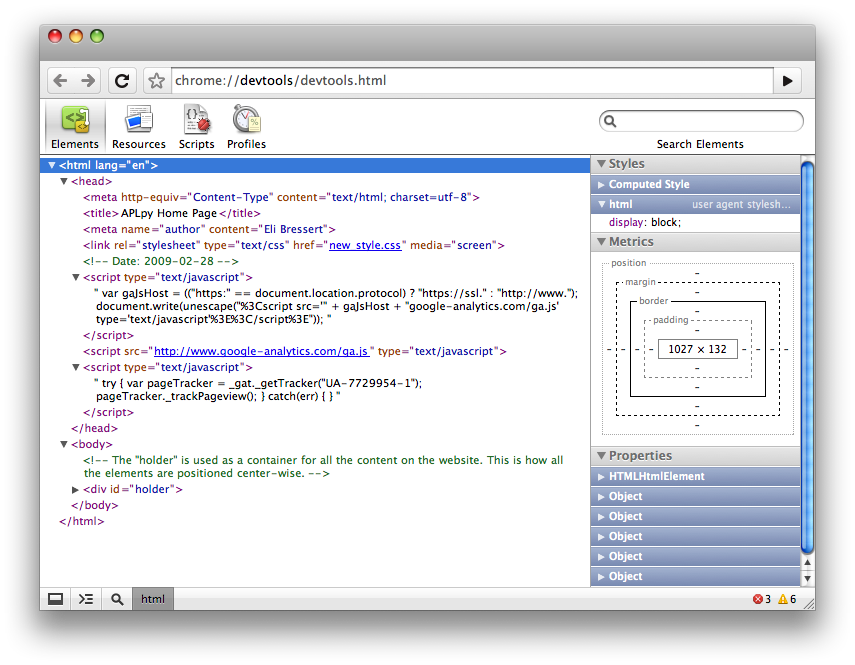 chrome://devtools/devtools.html
Elements Resources Scripts Profiles
Search Elements
<html lang="en">
<head>
<meta http-equiv="Content-Type" content="text/html; charset=utf-8">
<title>APLpy Home Page</title>
<meta name="author" content="Eli Bressert">
<link rel="stylesheet" type="text/css" href="new_style.css" media="screen">
<!-- Date: 2009-02-28 -->
<script type="text/javascript">
" var gaJsHost = (("https:" == document.location.protocol) ? "https://ssl." : "http://www.");
document.write(unescape("%3Cscript src='" + gaJsHost + "google-analytics.com/ga.js'
type='text/javascript'%3E%3C/script%3E")); "
</script>
<script src="http://www.google-analytics.com/ga.js" type="text/javascript">
<script type="text/javascript">
" try { var pageTracker = _gat._getTracker("UA-7729954-1");
pageTracker._trackPageview(); } catch(err) { } "
</script>
</head>
<body>
<!-- The "holder" is used as a container for all the content on the website. This is how all
the elements are positioned center-wise. -->
<div id="holder">
</body>
</html>
Styles
Computed Style
html user agent stylesh...
display: block;
Metrics
position
-
margin
-
border
-
padding
-
- - - - 1027 × 132 - - - -
-
-
-
-
Properties
HTMLHtmlElement
Object
Object
Object
Object
Object
html
3 6